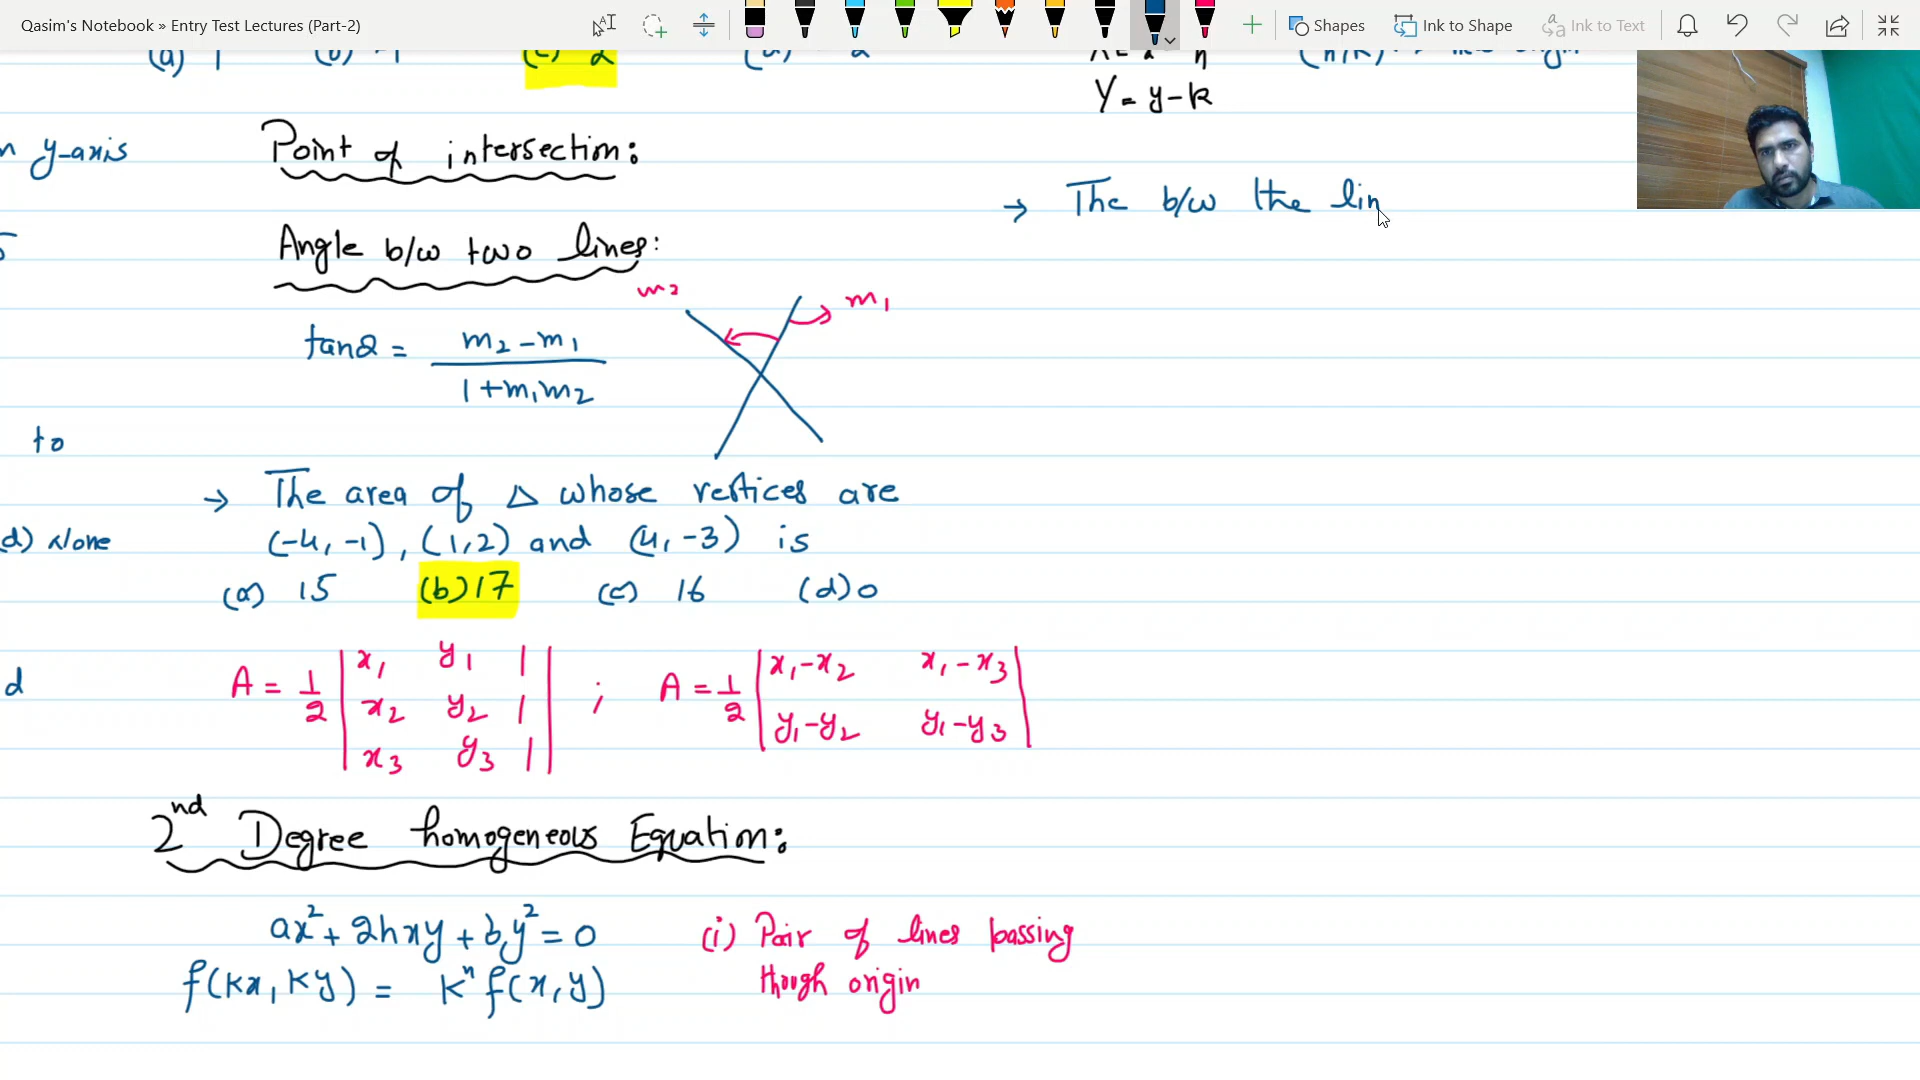 Qasim's Notebook » Entry Test Lectures (Part-2)
Shapes
Ink to Shape
Ink to Text
(a) 1 (b) -1 (c) 2
Y = y-k
n y-axis
Point of intersection:
→ The b/w the lin
Angle b/w two lines:
m2
m1
tanθ = m2-m1 / 1+m1m2
to
→ The area of △ whose vertices are
(-4, -1), (1,2) and (4, -3) is
d) None
(a) 15 (b) 17 (c) 16 (d) 0
d
A = 1/2 | x1 y1 1 |
| x2 y2 1 |
| x3 y3 1 |
; A = 1/2 | x1-x2 x1-x3 |
| y1-y2 y1-y3 |
2nd Degree homogeneous Equation:
ax²+2hxy+by²=0
(i) Pair of lines passing
f(kx, ky) = k^n f(x,y)
though origin